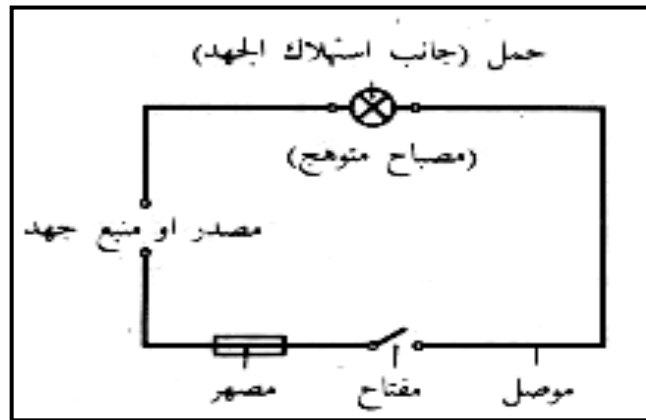 حمل (جانب استهلاك الجهد)
(مصباح متوهج)
مصدر او منبع جهد
موصل
مفتاح
مصهر